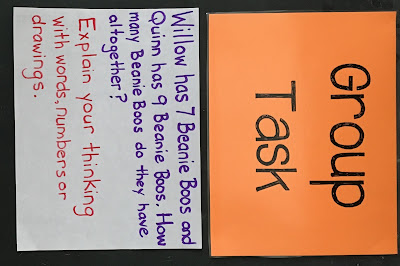 Group
Task
Willow has 7 Beanie Boos and
Quinn has 9 Beanie Boos. How
many Beanie Boos do they have
altogether?
Explain your thinking
with words, numbers or
drawings.